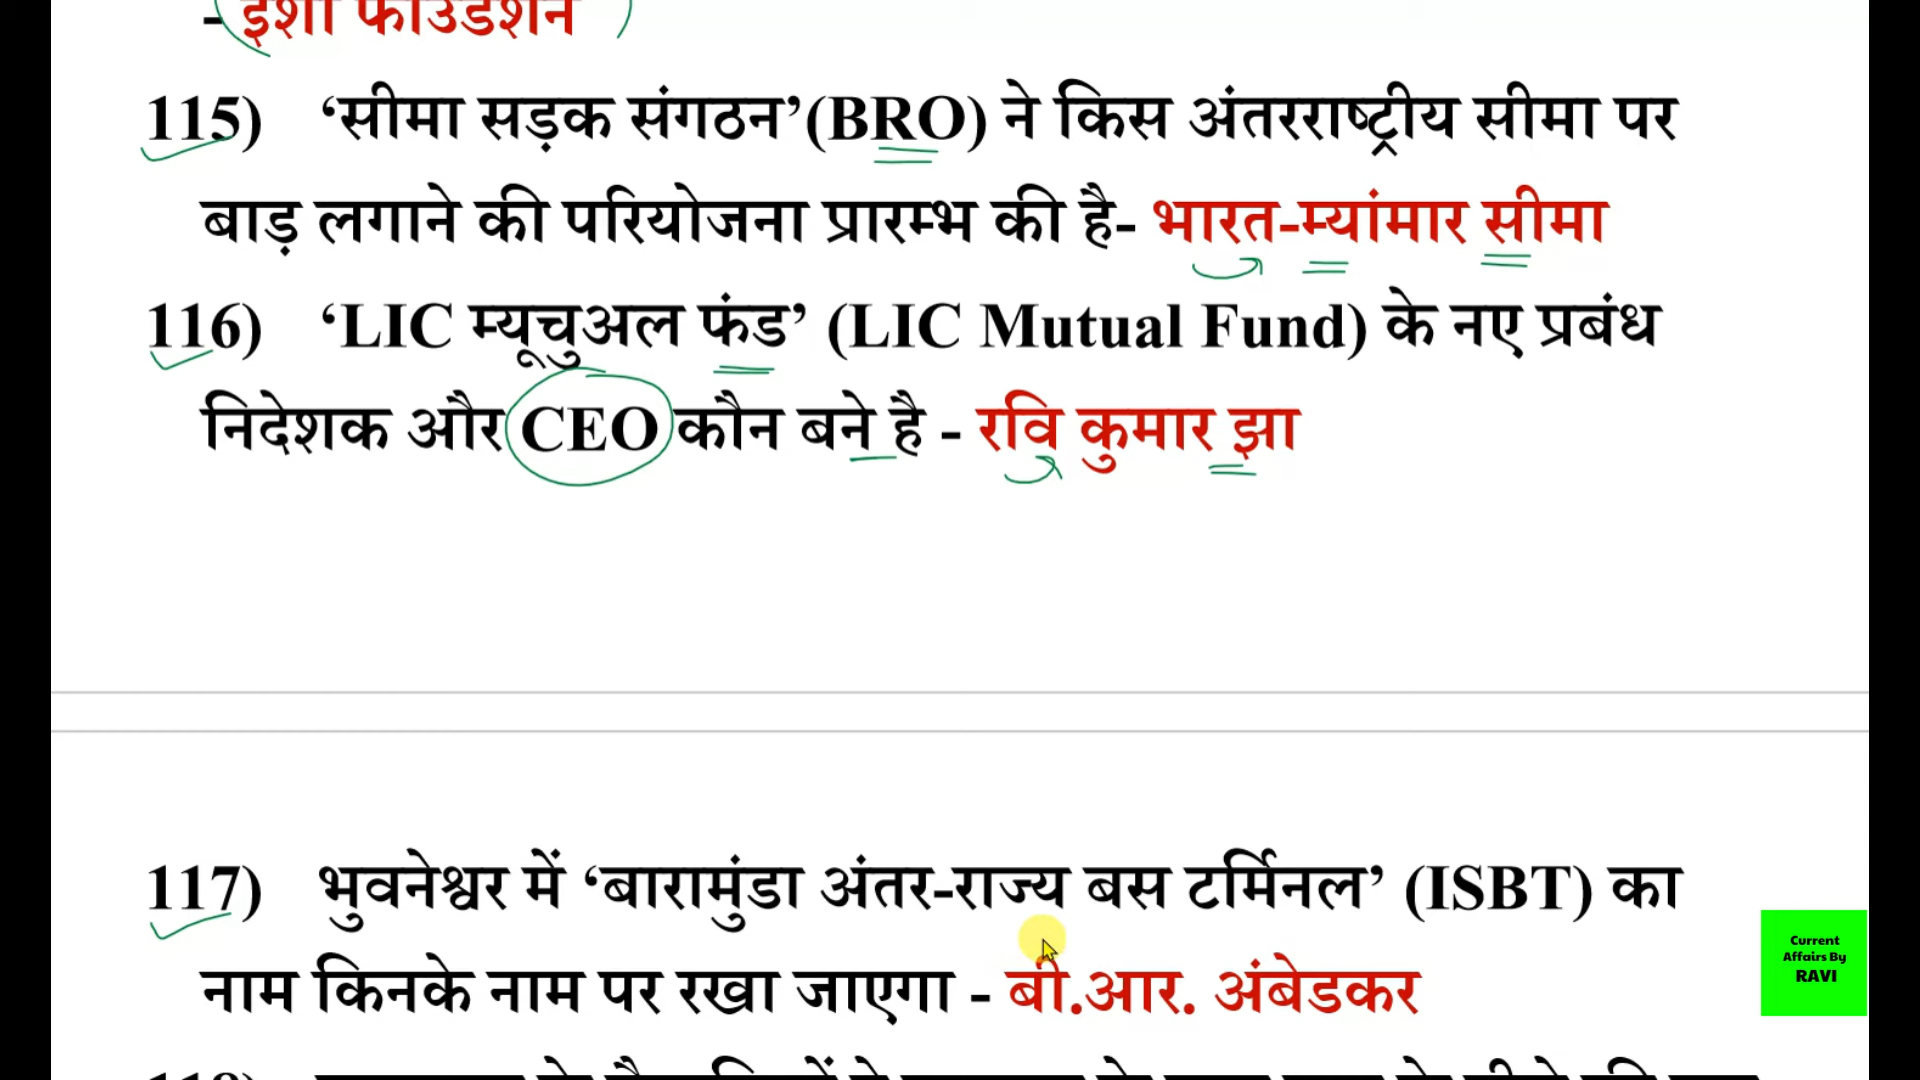 - ईशा फाउंडेशन
115) ‘सीमा सड़क संगठन’(BRO) ने किस अंतरराष्ट्रीय सीमा पर
बाड़ लगाने की परियोजना प्रारम्भ की है- भारत-म्यांमार सीमा
116) ‘LIC म्यूचुअल फंड’ (LIC Mutual Fund) के नए प्रबंध
निदेशक और CEO कौन बने है - रवि कुमार झा
117) भुवनेश्वर में ‘बारामुंडा अंतर-राज्य बस टर्मिनल’ (ISBT) का
नाम किनके नाम पर रखा जाएगा - बी.आर. अंबेडकर
Current
Affairs By
RAVI